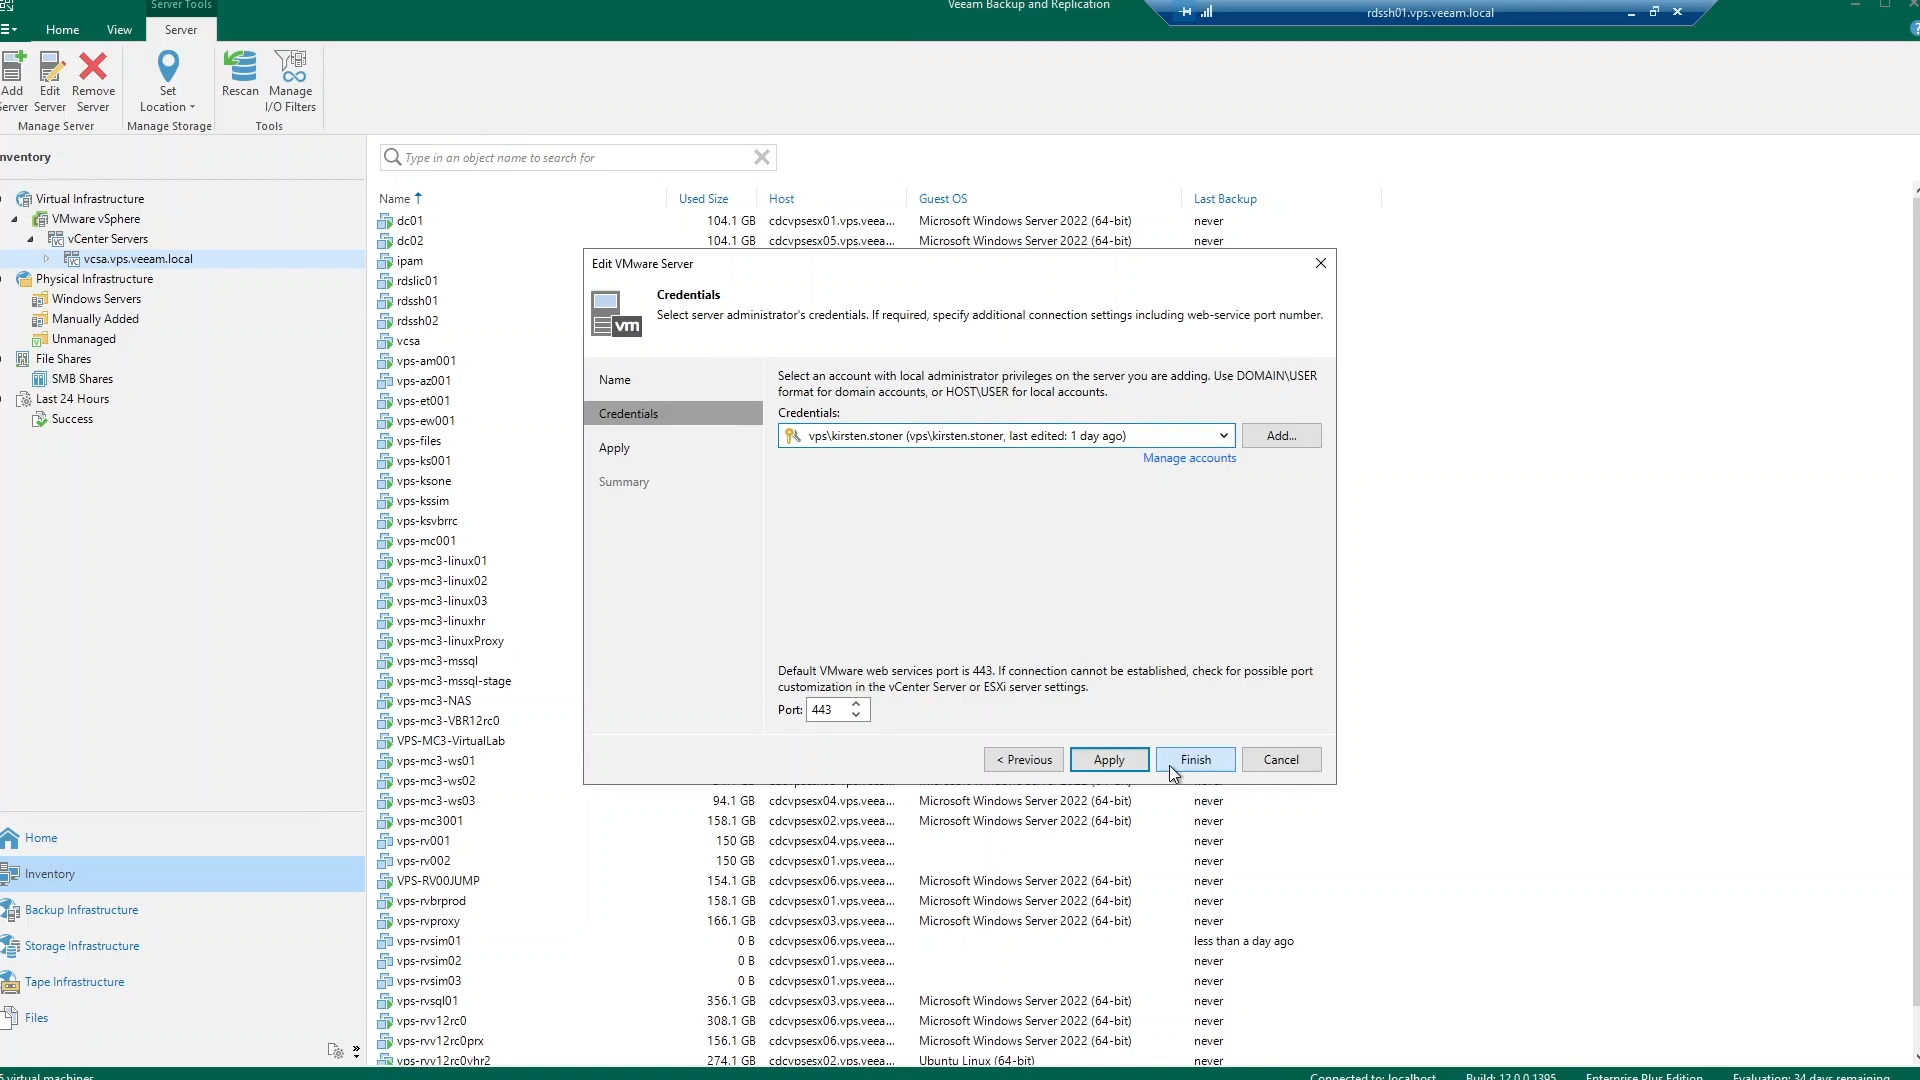 Server Tools
Veeam Backup and Replication
rdssh01.vps.veeam.local
Home
View
Server
Add
Server
Edit
Server
Remove
Server
Set
Location
Rescan
Manage
I/O Filters
Manage Server
Manage Storage
Tools
nventory
Type in an object name to search for
Virtual Infrastructure
VMware vSphere
vCenter Servers
vcsa.vps.veeam.local
Physical Infrastructure
Windows Servers
Manually Added
Unmanaged
File Shares
SMB Shares
Last 24 Hours
Success
Name Used Size Host Guest OS Last Backup
dc01 104.1 GB cdcvpsesx01.vps.veea... Microsoft Windows Server 2022 (64-bit) never
dc02 104.1 GB cdcvpsesx05.vps.veea... Microsoft Windows Server 2022 (64-bit) never
ipam
rdslic01
rdssh01
rdssh02
vcsa
vps-am001
vps-az001
vps-et001
vps-ew001
vps-files
vps-ks001
vps-ksone
vps-kssim
vps-ksvbrrc
vps-mc001
vps-mc3-linux01
vps-mc3-linux02
vps-mc3-linux03
vps-mc3-linuxhr
vps-mc3-linuxProxy
vps-mc3-mssql
vps-mc3-mssql-stage
vps-mc3-NAS
vps-mc3-VBR12rc0
VPS-MC3-VirtualLab
vps-mc3-ws01
vps-mc3-ws02
vps-mc3-ws03 94.1 GB cdcvpsesx04.vps.veea... Microsoft Windows Server 2022 (64-bit) never
vps-mc3001 158.1 GB cdcvpsesx02.vps.veea... Microsoft Windows Server 2022 (64-bit) never
vps-rv001 150 GB cdcvpsesx04.vps.veea... never
vps-rv002 150 GB cdcvpsesx01.vps.veea... never
VPS-RV00JUMP 154.1 GB cdcvpsesx06.vps.veea... Microsoft Windows Server 2022 (64-bit) never
vps-rvbrprod 158.1 GB cdcvpsesx01.vps.veea... Microsoft Windows Server 2022 (64-bit) never
vps-rvproxy 166.1 GB cdcvpsesx03.vps.veea... Microsoft Windows Server 2022 (64-bit) never
vps-rvsim01 0 B cdcvpsesx06.vps.veea... less than a day ago
vps-rvsim02 0 B cdcvpsesx01.vps.veea... never
vps-rvsim03 0 B cdcvpsesx01.vps.veea... never
vps-rvsql01 356.1 GB cdcvpsesx03.vps.veea... Microsoft Windows Server 2022 (64-bit) never
vps-rvv12rc0 308.1 GB cdcvpsesx06.vps.veea... Microsoft Windows Server 2022 (64-bit) never
vps-rvv12rc0prx 156.1 GB cdcvpsesx06.vps.veea... Microsoft Windows Server 2022 (64-bit) never
vps-rvv12rc0vhr2 274.1 GB cdcvpsesx02.vps.veea... Ubuntu Linux (64-bit) never
Edit VMware Server
Credentials
Select server administrator's credentials. If required, specify additional connection settings including web-service port number.
vm
Name
Credentials
Apply
Summary
Select an account with local administrator privileges on the server you are adding. Use DOMAIN\USER
format for domain accounts, or HOST\USER for local accounts.
Credentials:
vps\kirsten.stoner (vps\kirsten.stoner, last edited: 1 day ago)
Add...
Manage accounts
Default VMware web services port is 443. If connection cannot be established, check for possible port
customization in the vCenter Server or ESXi server settings.
Port: 443
< Previous
Apply
Finish
Cancel
Home
Inventory
Backup Infrastructure
Storage Infrastructure
Tape Infrastructure
Files
virtual machines
Connected to: localhost
Build: 12.0.0.1395
Enterprise Plus Edition
Evaluation: 34 days remaining